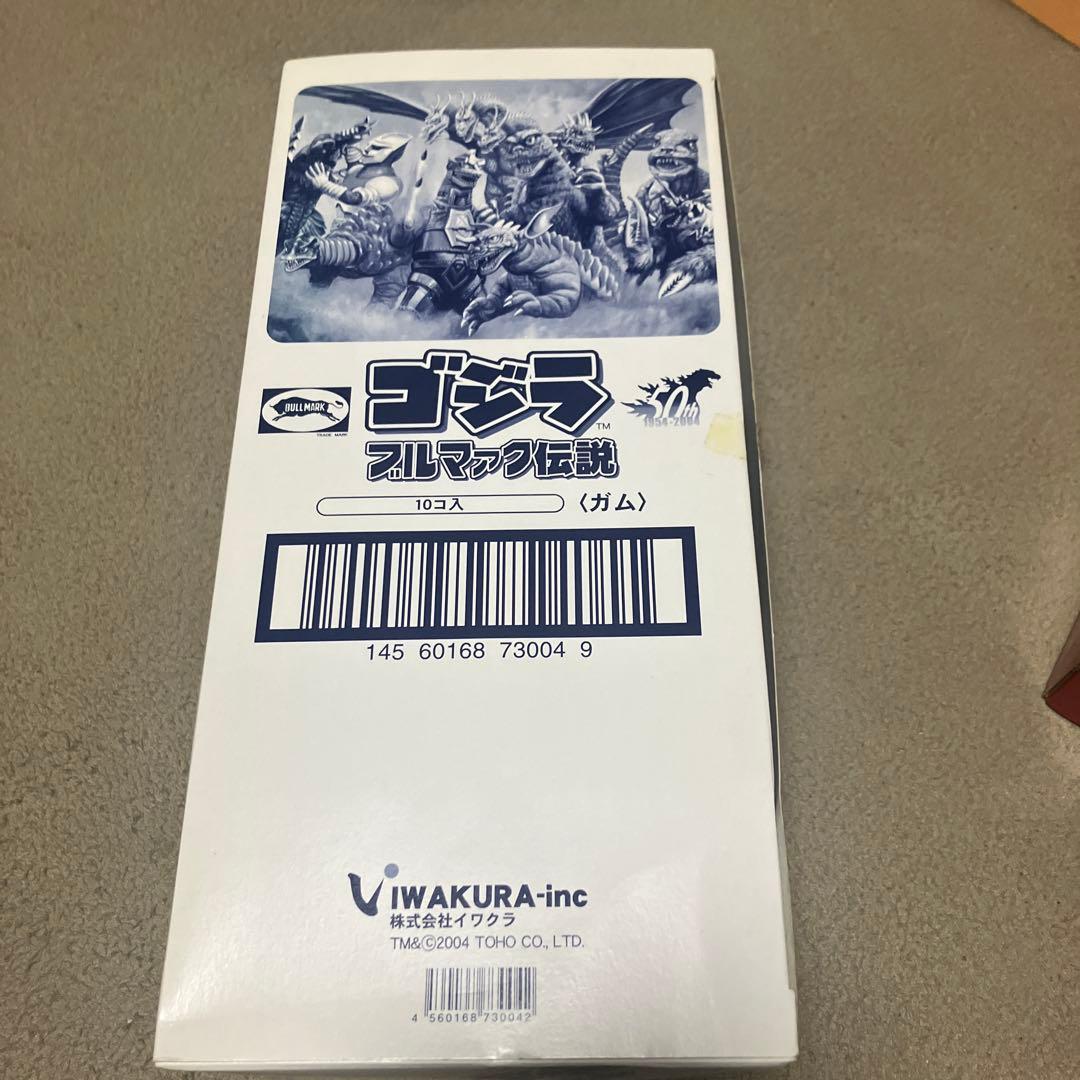 BULLMARK
TRADE MARK
ゴジラ
TM
50th
1954-2004
ブルマァク伝説
10コ入
〈ガム〉
145 60168 73004 9
IWAKURA-inc
株式会社イワクラ
TM&©2004 TOHO CO., LTD.
4 560168 730042